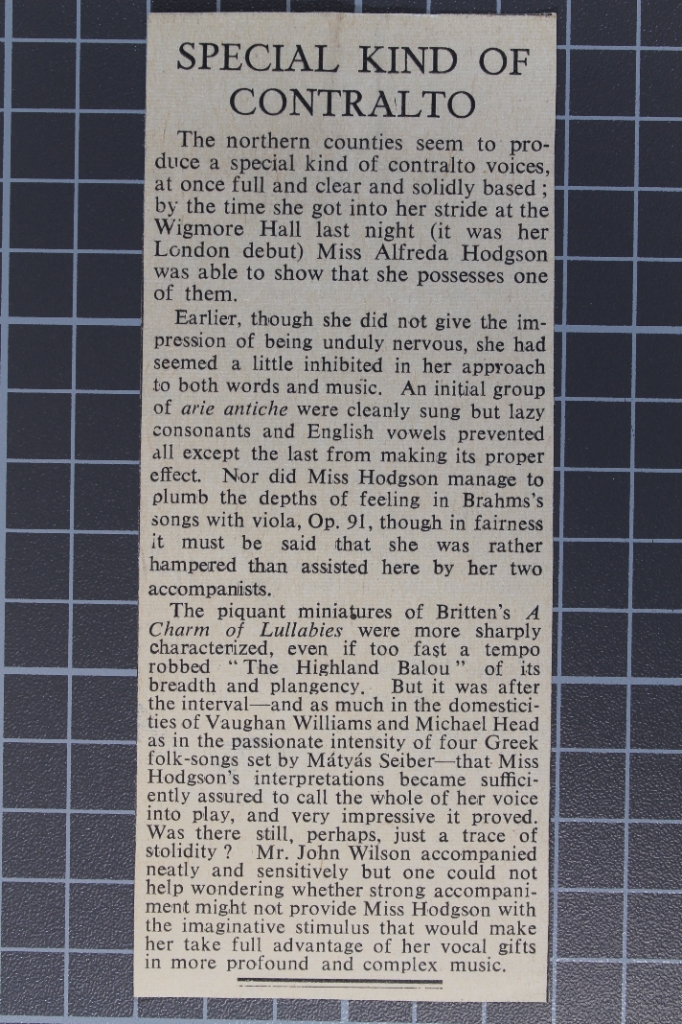 SPECIAL KIND OF
CONTRALTO
The northern counties seem to pro-
duce a special kind of contralto voices,
at once full and clear and solidly based ;
by the time she got into her stride at the
Wigmore Hall last night (it was her
London debut) Miss Alfreda Hodgson
was able to show that she possesses one
of them.
Earlier, though she did not give the im-
pression of being unduly nervous, she had
seemed a little inhibited in her approach
to both words and music. An initial group
of arie antiche were cleanly sung but lazy
consonants and English vowels prevented
all except the last from making its proper
effect. Nor did Miss Hodgson manage to
plumb the depths of feeling in Brahms's
songs with viola, Op. 91, though in fairness
it must be said that she was rather
hampered than assisted here by her two
accompanists.
The piquant miniatures of Britten's A
Charm of Lullabies were more sharply
characterized, even if too fast a tempo
robbed "The Highland Balou" of its
breadth and plangency. But it was after
the interval—and as much in the domestici-
ties of Vaughan Williams and Michael Head
as in the passionate intensity of four Greek
folk-songs set by Mátyás Seiber—that Miss
Hodgson's interpretations became suffici-
ently assured to call the whole of her voice
into play, and very impressive it proved.
Was there still, perhaps, just a trace of
stolidity ? Mr. John Wilson accompanied
neatly and sensitively but one could not
help wondering whether strong accompani-
ment might not provide Miss Hodgson with
the imaginative stimulus that would make
her take full advantage of her vocal gifts
in more profound and complex music.